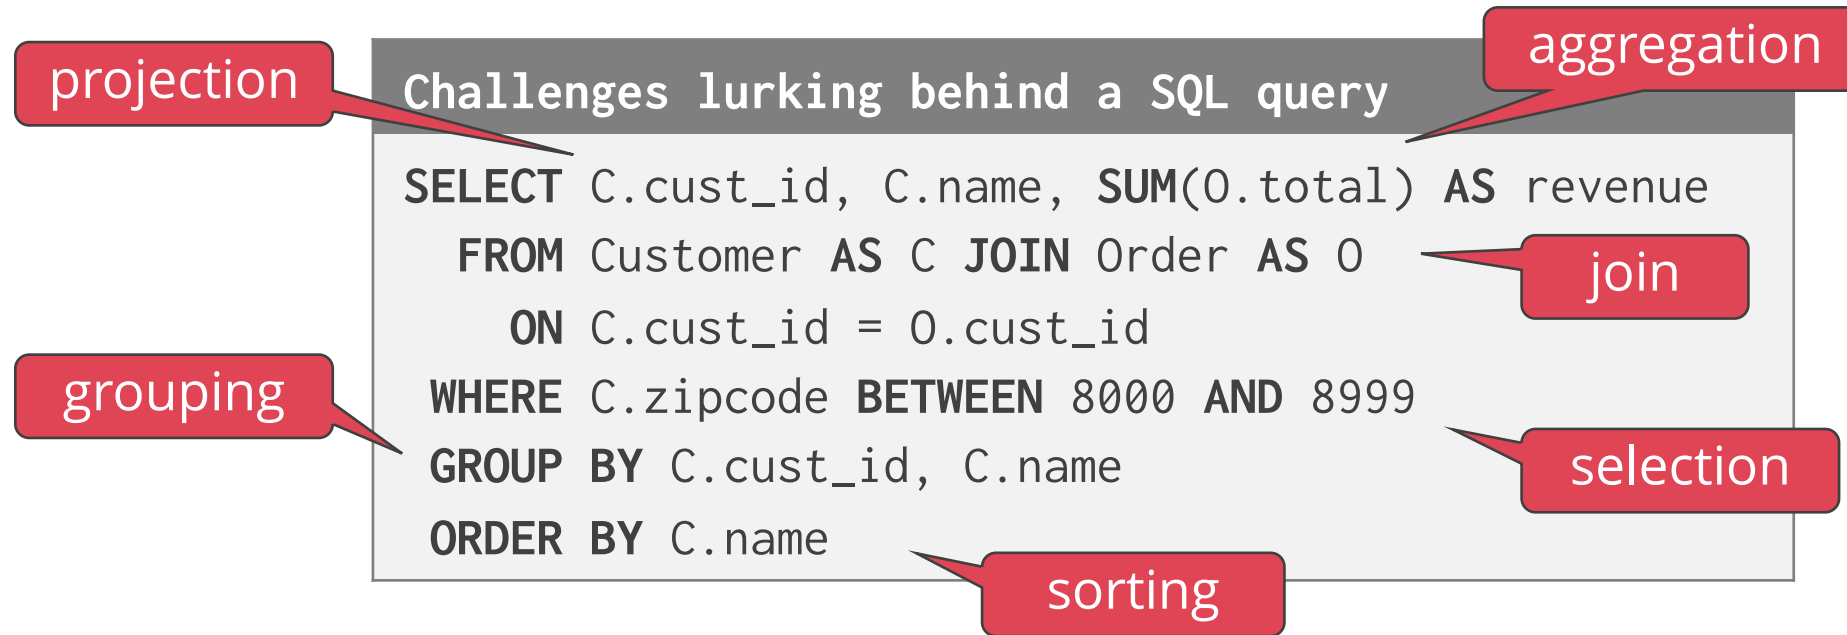 projection
aggregation
Challenges lurking behind a SQL query
SELECT C.cust_id, C.name, SUM(O.total) AS revenue
FROM Customer AS C JOIN Order AS O
join
ON C.cust_id = O.cust_id
grouping
WHERE C.zipcode BETWEEN 8000 AND 8999
GROUP BY C.cust_id, C.name
selection
ORDER BY C.name
sorting